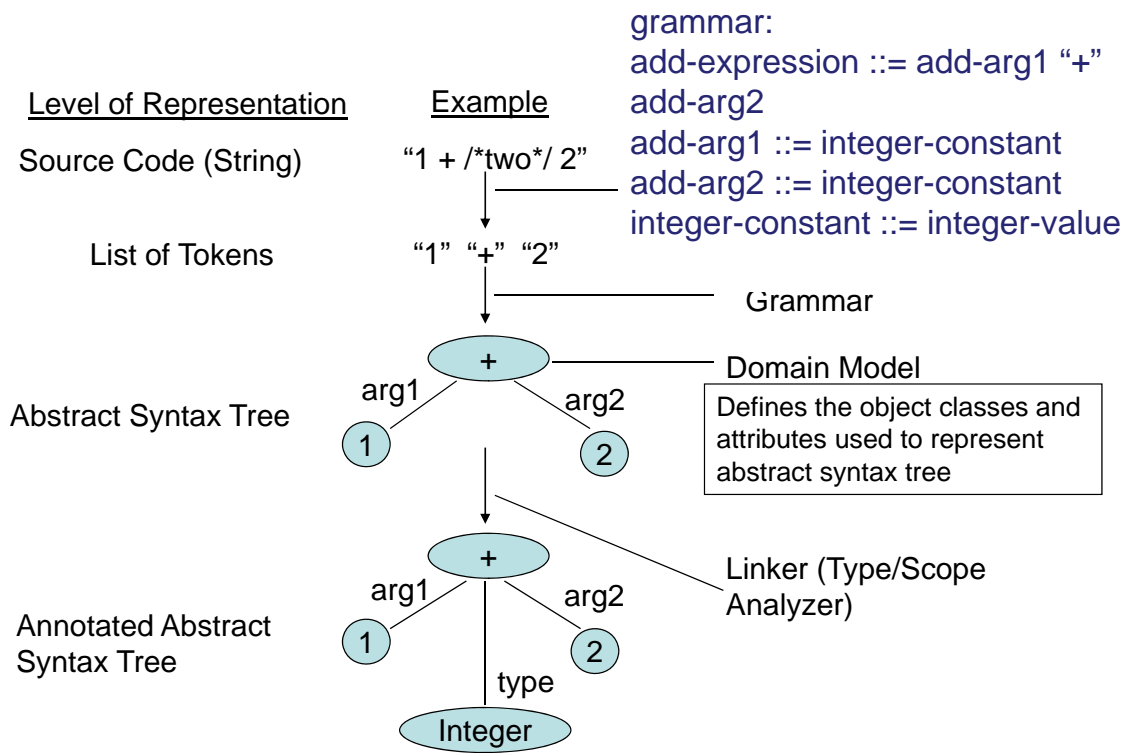 grammar:
add-expression ::= add-arg1 “+”
add-arg2
add-arg1 ::= integer-constant
add-arg2 ::= integer-constant
integer-constant ::= integer-value
Level of Representation
Example
Source Code (String)
“1 + /*two*/ 2”
List of Tokens
“1” “+” “2”
Grammar
+
Domain Model
arg1
arg2
Defines the object classes and
attributes used to represent
abstract syntax tree
Abstract Syntax Tree
1
2
+
Linker (Type/Scope
Analyzer)
arg1
arg2
Annotated Abstract
Syntax Tree
1
2
type
Integer